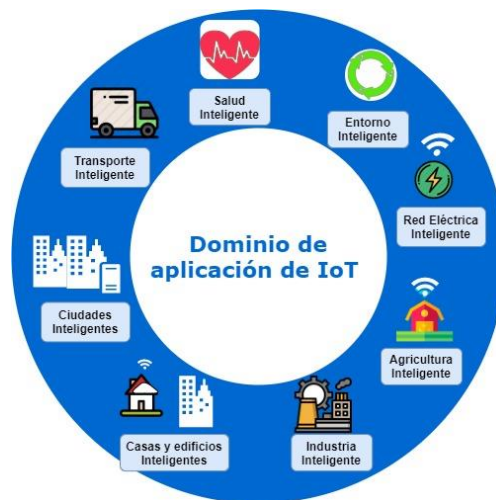 Salud
Inteligente
Entorno
Inteligente
Red Eléctrica
Inteligente
Agricultura
Inteligente
Industria
Inteligente
Casas y edificios
Inteligentes
Ciudades
Inteligentes
Transporte
Inteligente
Dominio de
aplicación de IoT